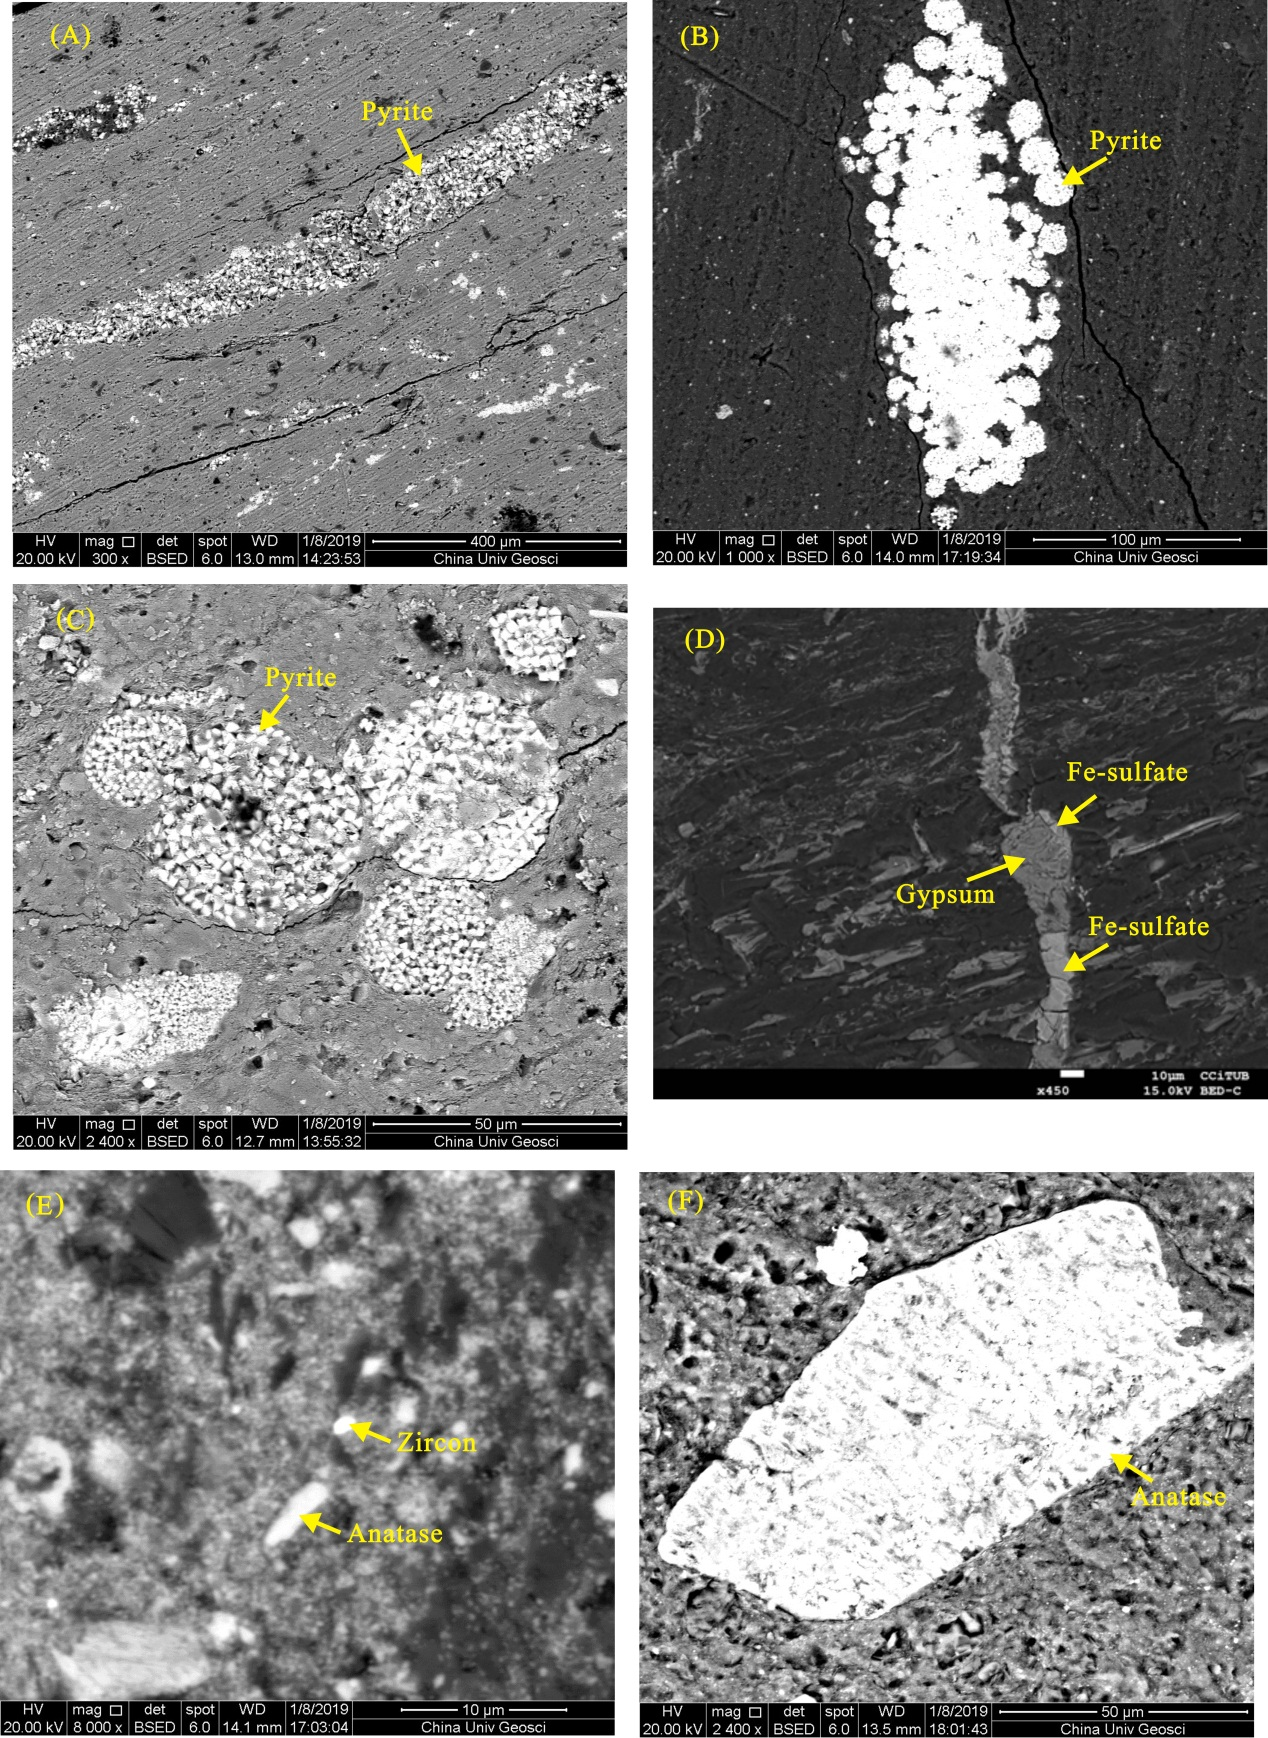 (A)
Pyrite
HV mag det spot WD 1/8/2019 400 µm
20.00 kV 300 x BSED 6.0 13.0 mm 14:23:53 China Univ Geosci
(B)
Pyrite
HV mag det spot WD 1/8/2019 100 µm
20.00 kV 1 000 x BSED 6.0 14.0 mm 17:19:34 China Univ Geosci
(C)
Pyrite
HV mag det spot WD 1/8/2019 50 µm
20.00 kV 2 400 x BSED 6.0 12.7 mm 13:55:32 China Univ Geosci
(D)
Fe-sulfate
Gypsum
Fe-sulfate
10µm CCiTUB
x450 15.0kV BED-C
(E)
Zircon
Anatase
HV mag det spot WD 1/8/2019 10 µm
20.00 kV 8 000 x BSED 6.0 14.1 mm 17:03:04 China Univ Geosci
(F)
Anatase
HV mag det spot WD 1/8/2019 50 µm
20.00 kV 2 400 x BSED 6.0 13.5 mm 18:01:43 China Univ Geosci